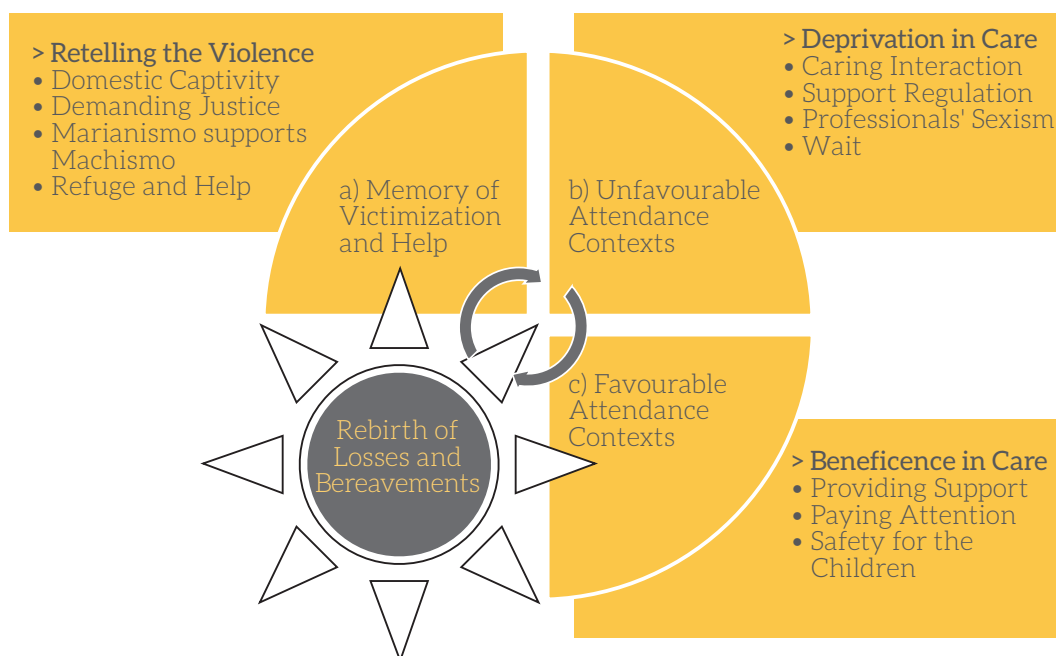 > Retelling the Violence
• Domestic Captivity
• Demanding Justice
• Marianismo supports
Machismo
• Refuge and Help
> Deprivation in Care
• Caring Interaction
• Support Regulation
• Professionals' Sexism
• Wait
a) Memory of
Victimization
and Help
b) Unfavourable
Attendance
Contexts
c) Favourable
Attendance
Contexts
Rebirth of
Losses and
Bereavements
> Beneficence in Care
• Providing Support
• Paying Attention
• Safety for the
Children